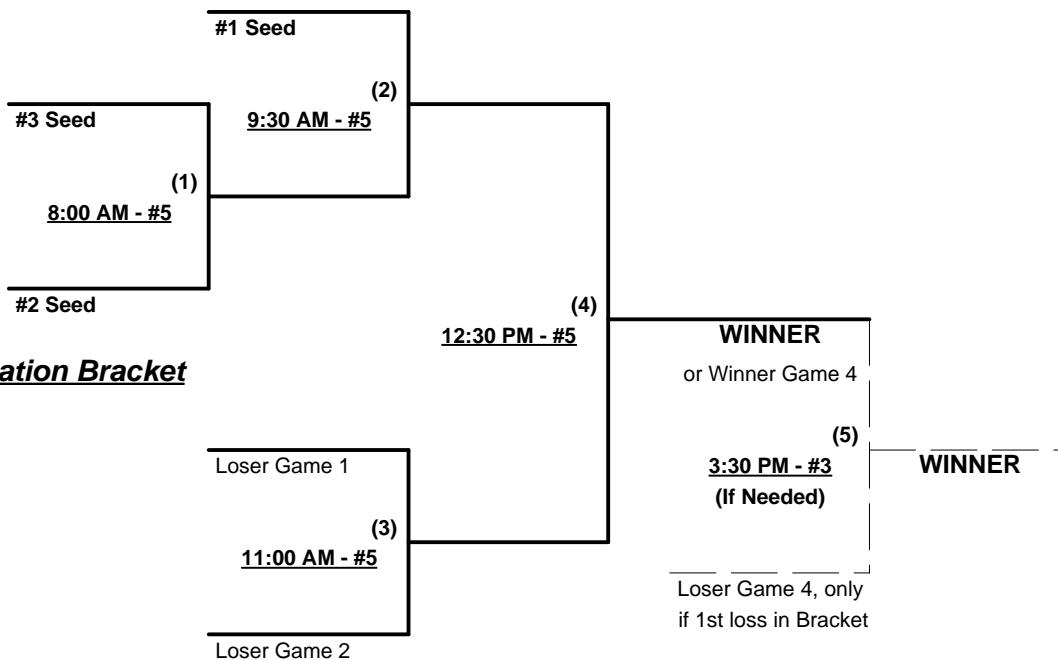 #1 Seed
(2)
9:30 AM - #5
#3 Seed
(1)
8:00 AM - #5
#2 Seed
(4)
12:30 PM - #5
WINNER
or Winner Game 4
ation Bracket
(5)
3:30 PM - #3
(If Needed)
WINNER
Loser Game 1
(3)
11:00 AM - #5
Loser Game 2
Loser Game 4, only
if 1st loss in Bracket